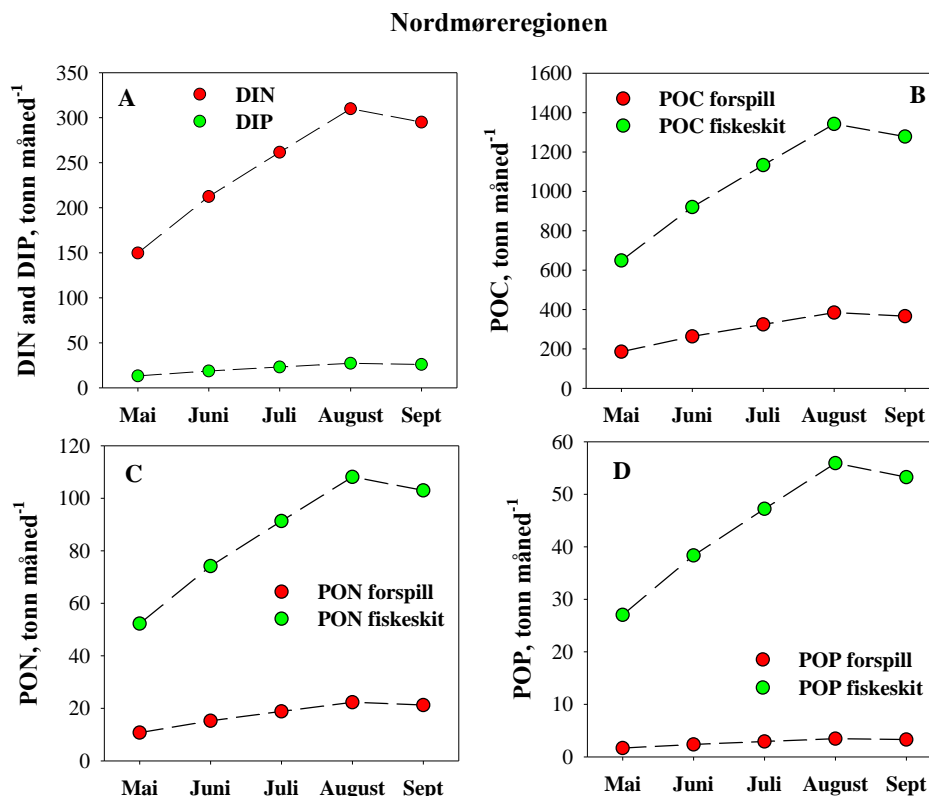 Nordmøreregionen
A
DIN
DIP
DIN and DIP, tonn måned-1
350
300
250
200
150
100
50
0
Mai Juni Juli August Sept
B
POC forspill
POC fiskeskit
POC, tonn måned-1
1600
1400
1200
1000
800
600
400
200
0
Mai Juni Juli August Sept
C
PON forspill
PON fiskeskit
PON, tonn måned-1
120
100
80
60
40
20
0
Mai Juni Juli August Sept
D
POP forspill
POP fiskeskit
POP, tonn måned-1
60
50
40
30
20
10
0
Mai Juni Juli August Sept